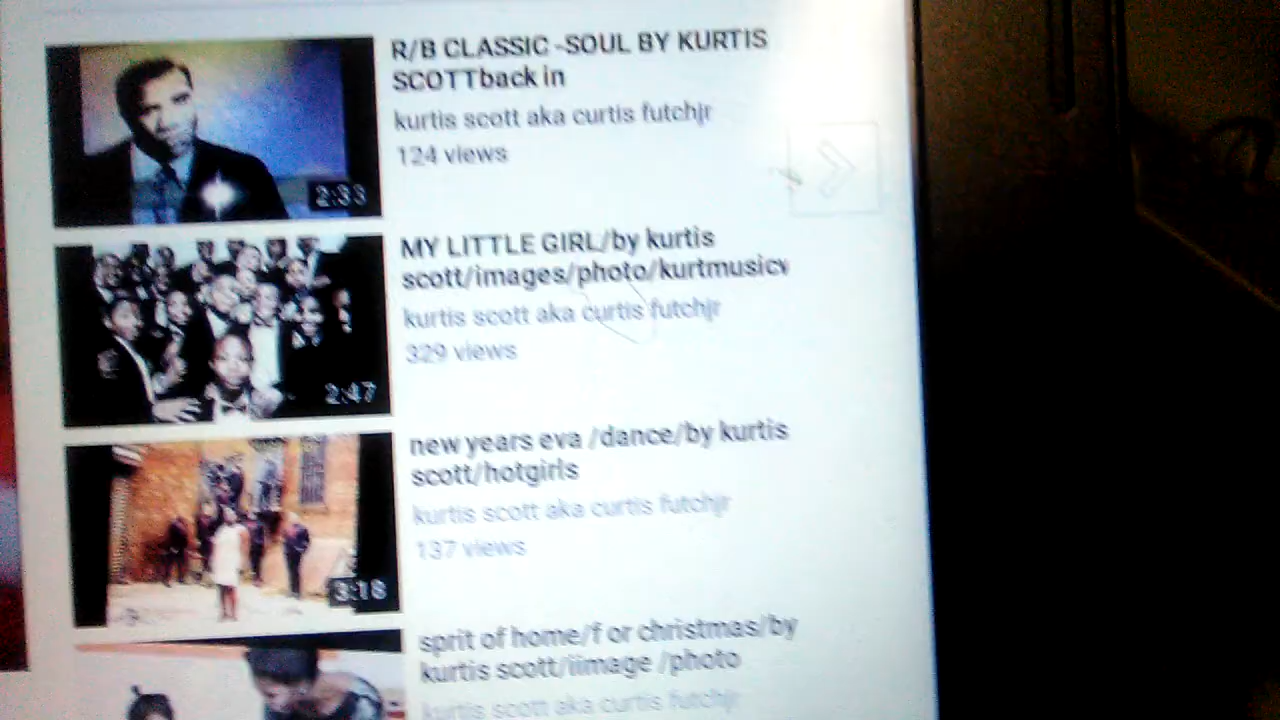 R/B CLASSIC -SOUL BY KURTIS
SCOTTback in
kurtis scott aka curtis futchjr
124 views
2:33
MY LITTLE GIRL/by kurtis
scott/images/photo/kurtmusicv
kurtis scott aka curtis futchjr
329 views
2:47
new years eva /dance/by kurtis
scott/hotgirls
kurtis scott aka curtis futchjr
137 views
3:18
sprit of home/f or christmas/by
kurtis scott/iimage /photo
kurtis scott aka curtis futchjr